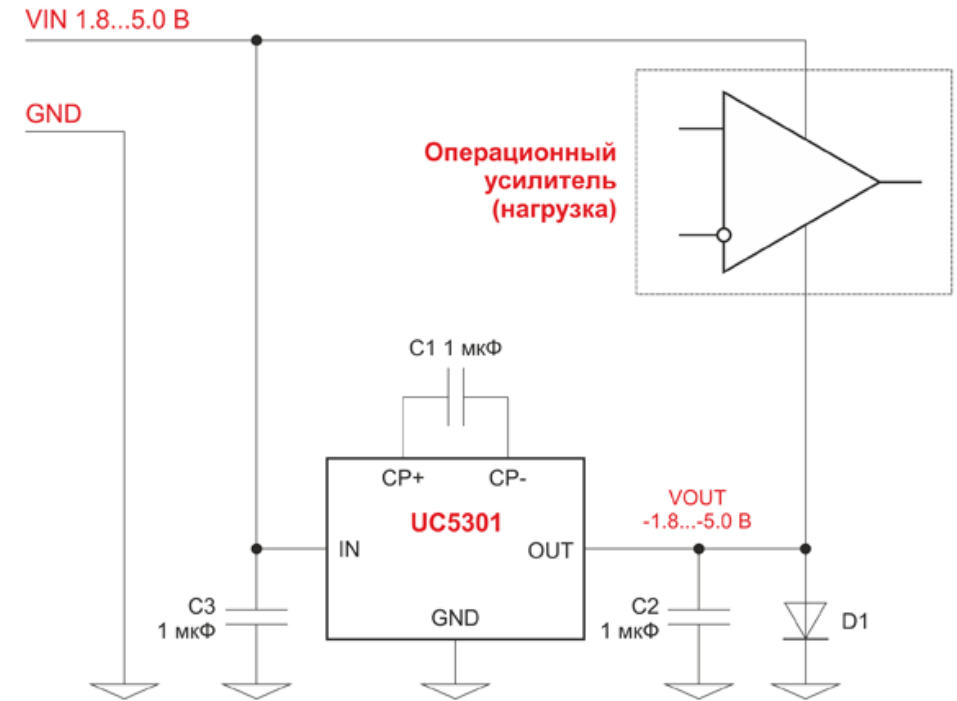 VIN 1.8...5.0 В
GND
Операционный
усилитель
(нагрузка)
C1 1 мкФ
CP+ CP-
UC5301
VOUT
-1.8...-5.0 В
IN
OUT
GND
C3
1 мкФ
C2
1 мкФ
D1